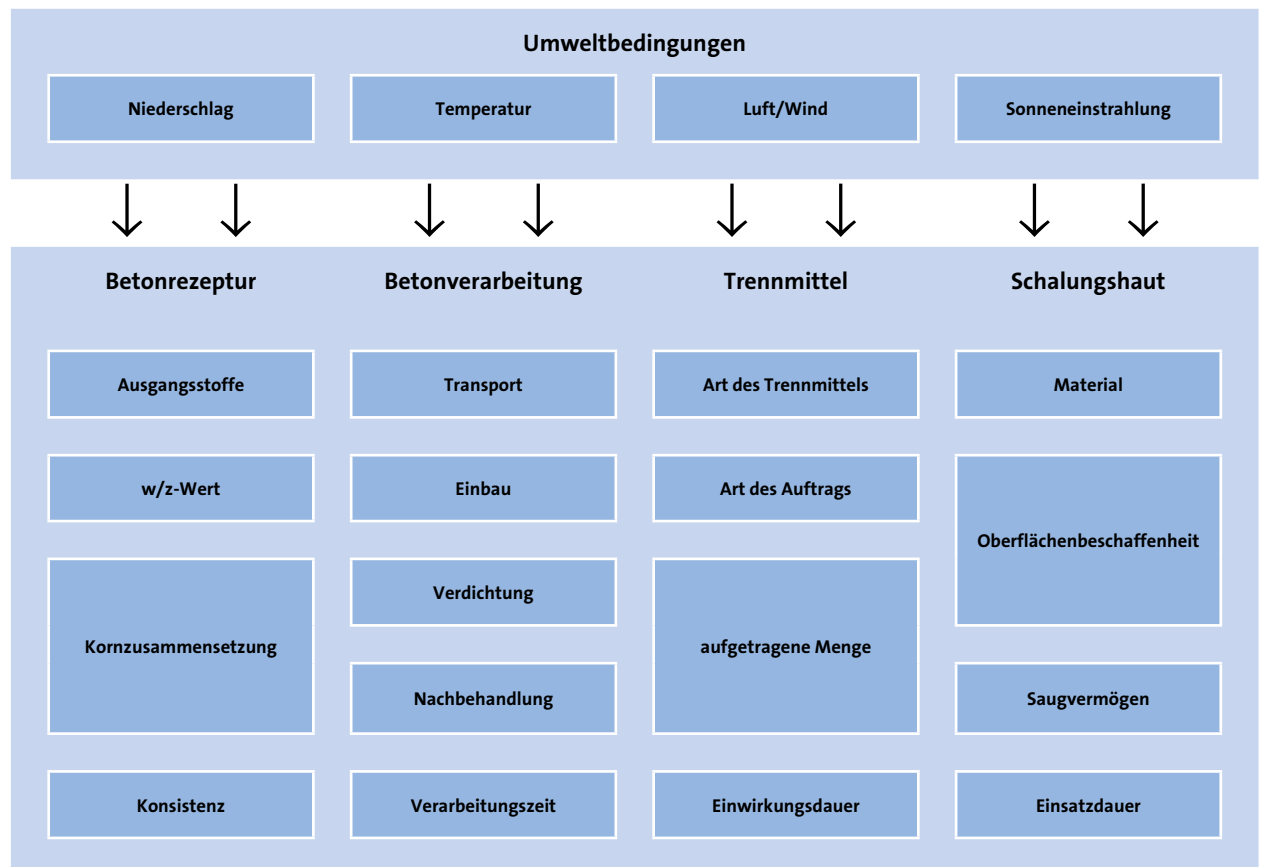 Umweltbedingungen
Niederschlag
Temperatur
Luft/Wind
Sonneneinstrahlung
Betonrezeptur
Betonverarbeitung
Trennmittel
Schalungshaut
Ausgangsstoffe
Transport
Art des Trennmittels
Material
w/z-Wert
Einbau
Art des Auftrags
Oberflächenbeschaffenheit
Verdichtung
Kornzusammensetzung
aufgetragene Menge
Nachbehandlung
Saugvermögen
Konsistenz
Verarbeitungszeit
Einwirkungsdauer
Einsatzdauer